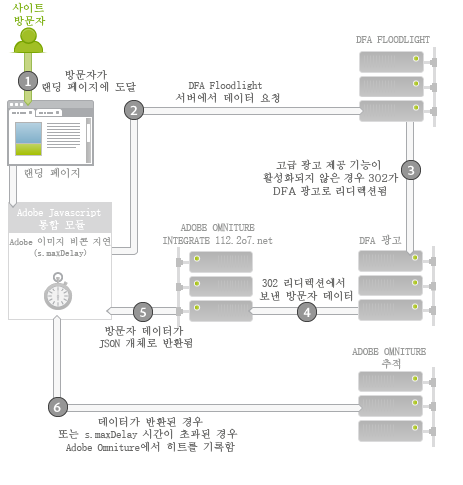 사이트
방문자
1
방문자가
랜딩 페이지에 도달
랜딩 페이지
2
DFA Floodlight
서버에서 데이터 요청
DFA FLOODLIGHT
3
고급 광고 제공 기능이
활성화되지 않은 경우 302가
DFA 광고로 리디렉션됨
Adobe Javascript
통합 모듈
Adobe 이미지 비콘 지연
(s.maxDelay)
ADOBE OMNITURE
INTEGRATE 112.2o7.net
DFA 광고
302 리디렉션에서
보낸 방문자 데이터
4
5
방문자 데이터가
JSON 개체로 반환됨
ADOBE OMNITURE
추적
6
데이터가 반환된 경우
또는 s.maxDelay 시간이 초과된 경우
Adobe Omniture에서 히트를 기록함